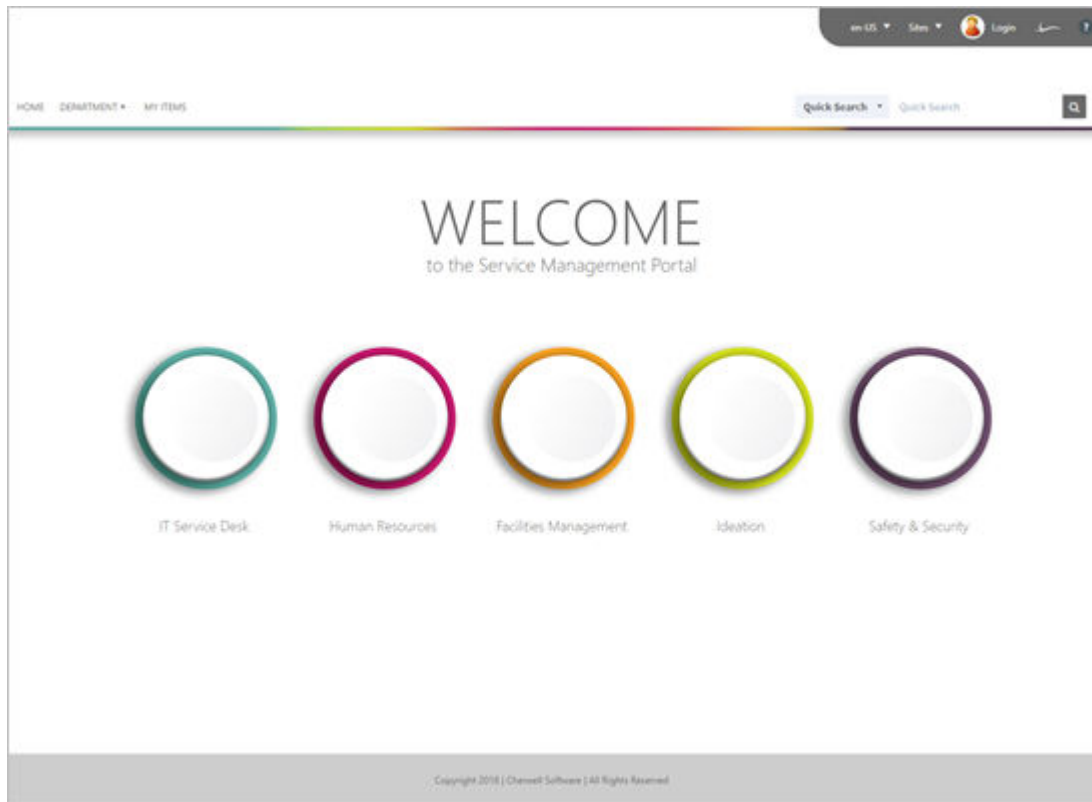 en-US Sites Login ?
HOME DEPARTMENT MY ITEMS Quick Search Quick Search
WELCOME
to the Service Management Portal
IT Service Desk Human Resources Facilities Management Ideation Safety & Security
Copyright 2018 | Cherwell Software | All Rights Reserved